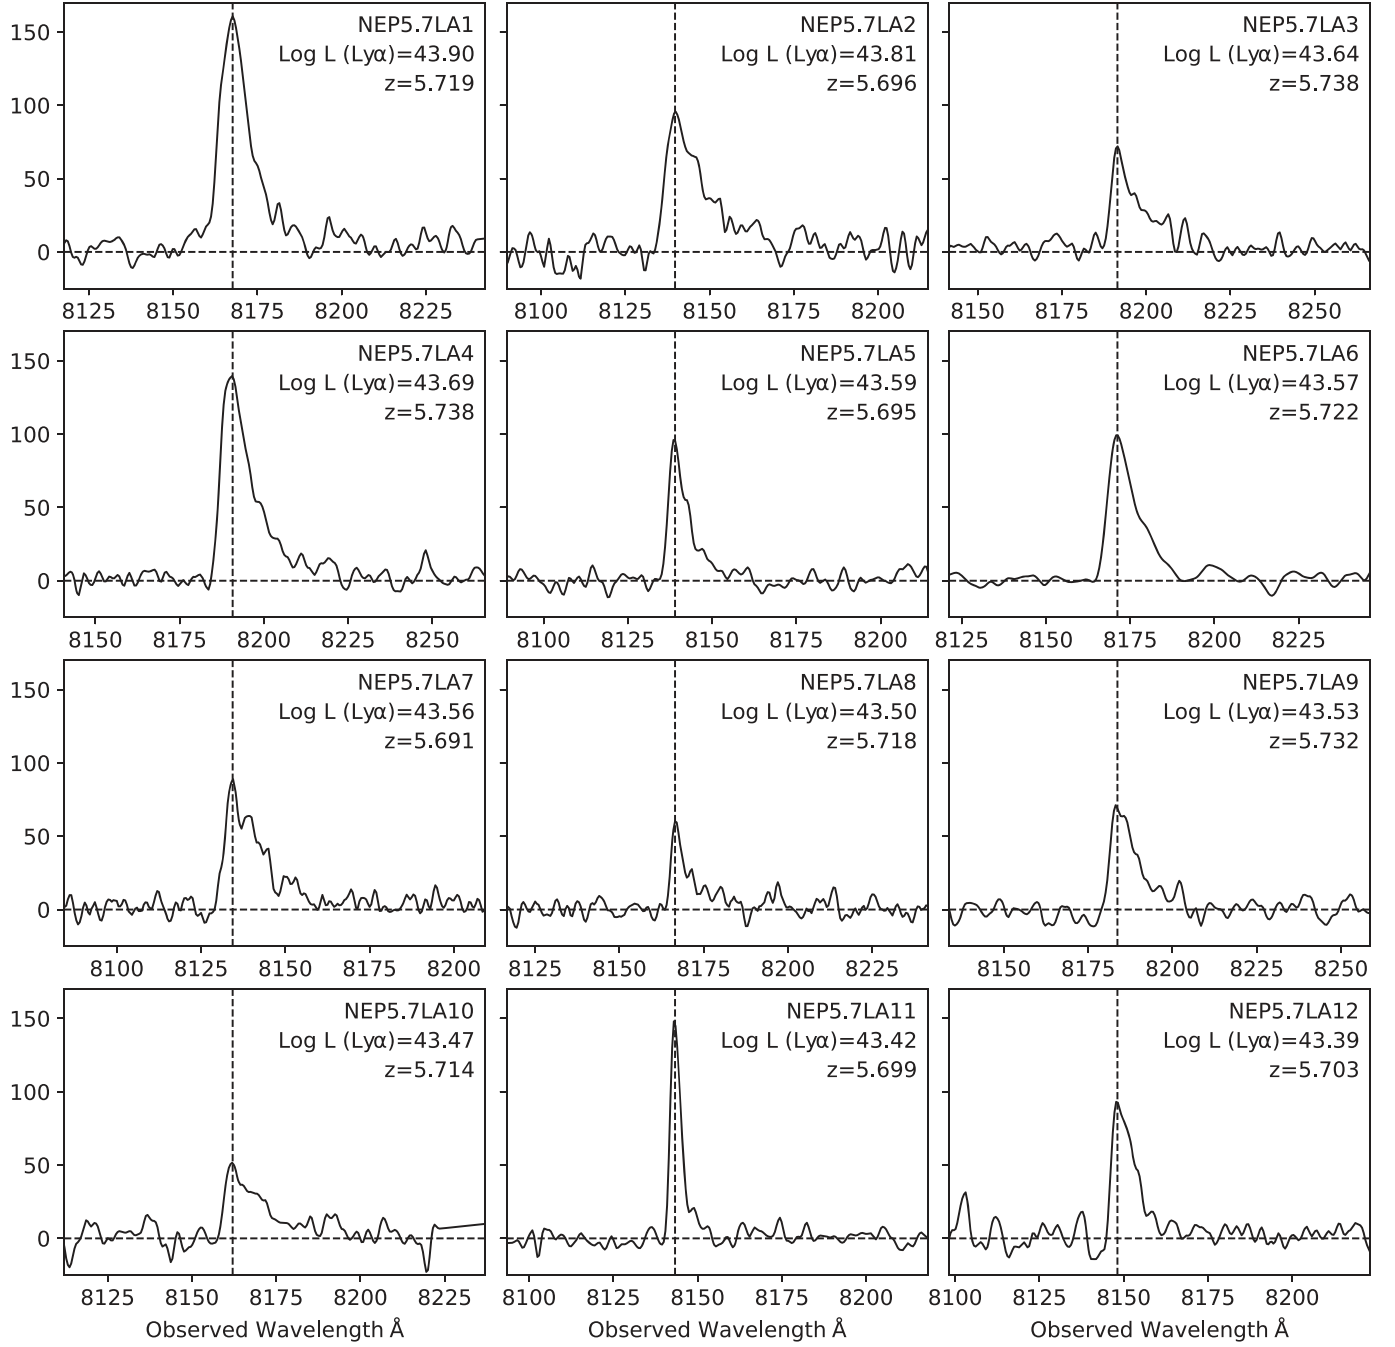 NEP5.7LA1
Log L (Lyα)=43.90
z=5.719
150
100
50
0
8125 8150 8175 8200 8225
NEP5.7LA2
Log L (Lyα)=43.81
z=5.696
8100 8125 8150 8175 8200
NEP5.7LA3
Log L (Lyα)=43.64
z=5.738
8150 8175 8200 8225 8250
NEP5.7LA4
Log L (Lyα)=43.69
z=5.738
150
100
50
0
8150 8175 8200 8225 8250
NEP5.7LA5
Log L (Lyα)=43.59
z=5.695
8100 8125 8150 8175 8200
NEP5.7LA6
Log L (Lyα)=43.57
z=5.722
8125 8150 8175 8200 8225
NEP5.7LA7
Log L (Lyα)=43.56
z=5.691
150
100
50
0
8100 8125 8150 8175 8200
NEP5.7LA8
Log L (Lyα)=43.50
z=5.718
8125 8150 8175 8200 8225
NEP5.7LA9
Log L (Lyα)=43.53
z=5.732
8150 8175 8200 8225 8250
NEP5.7LA10
Log L (Lyα)=43.47
z=5.714
150
100
50
0
8125 8150 8175 8200 8225
Observed Wavelength Å
NEP5.7LA11
Log L (Lyα)=43.42
z=5.699
8100 8125 8150 8175 8200
Observed Wavelength Å
NEP5.7LA12
Log L (Lyα)=43.39
z=5.703
8100 8125 8150 8175 8200
Observed Wavelength Å